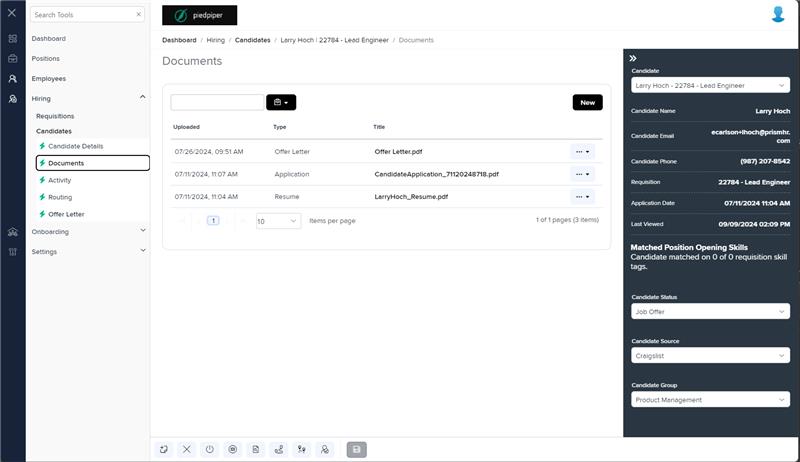 Search Tools
piedpiper
Dashboard
Positions
Employees
Hiring
Requisitions
Candidates
Candidate Details
Documents
Activity
Routing
Offer Letter
Onboarding
Settings
Dashboard / Hiring / Candidates / Larry Hoch | 22784 - Lead Engineer / Documents
Documents
New
Uploaded Type Title
07/26/2024, 09:51 AM Offer Letter Offer Letter.pdf
07/11/2024, 11:07 AM Application CandidateApplication_71120248718.pdf
07/11/2024, 11:04 AM Resume LarryHoch_Resume.pdf
1 10 Items per page 1 of 1 pages (3 items)
Candidate
Larry Hoch - 22784 - Lead Engineer
Candidate Name Larry Hoch
Candidate Email ecarlson+lhoch@prismhr.
com
Candidate Phone (987) 207-8542
Requisition 22784 - Lead Engineer
Application Date 07/11/2024 11:04 AM
Last Viewed 09/09/2024 02:09 PM
Matched Position Opening Skills
Candidate matched on 0 of 0 requisition skill
tags.
Candidate Status
Job Offer
Candidate Source
Craigslist
Candidate Group
Product Management